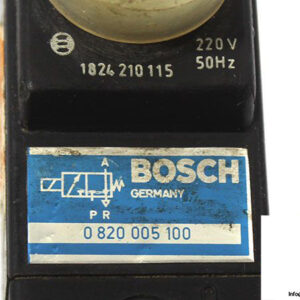 220 V
1824 210 115 50Hz
A
BOSCH
GERMANY
P R
0 820 005 100